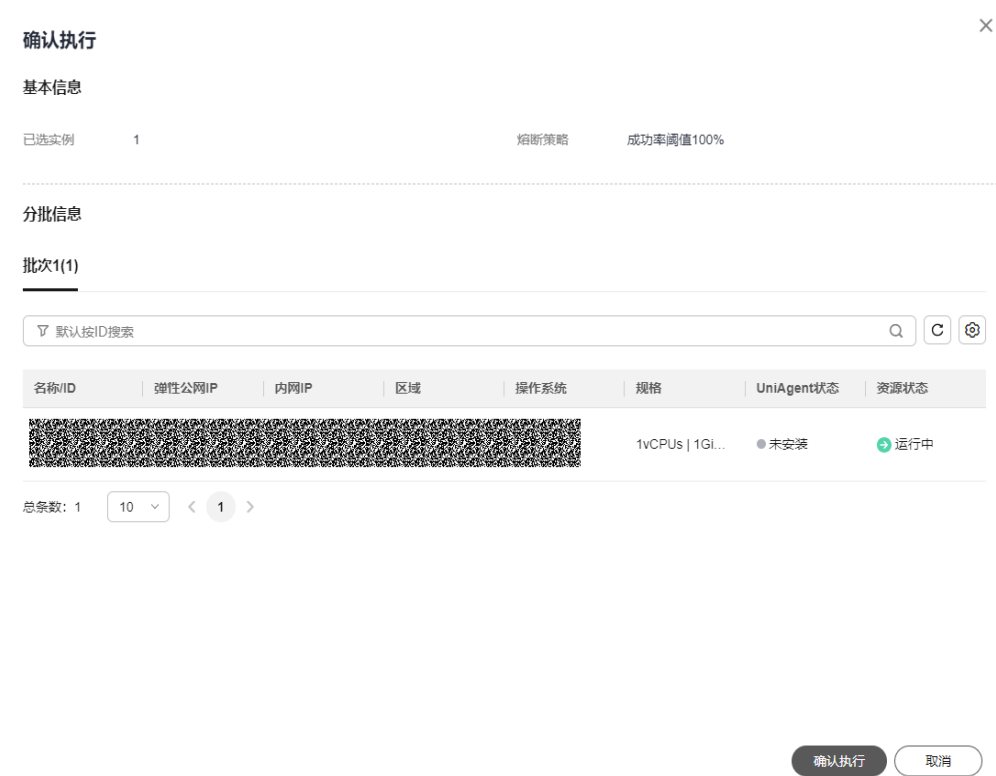 确认执行
基本信息
已选实例 1 熔断策略 成功率阈值100%
分批信息
批次1(1)
默认按ID搜索
名称/ID 弹性公网IP 内网IP 区域 操作系统 规格 UniAgent状态 资源状态
1vCPUs | 1Gi... 未安装 运行中
总条数：1 10 1
确认执行 取消